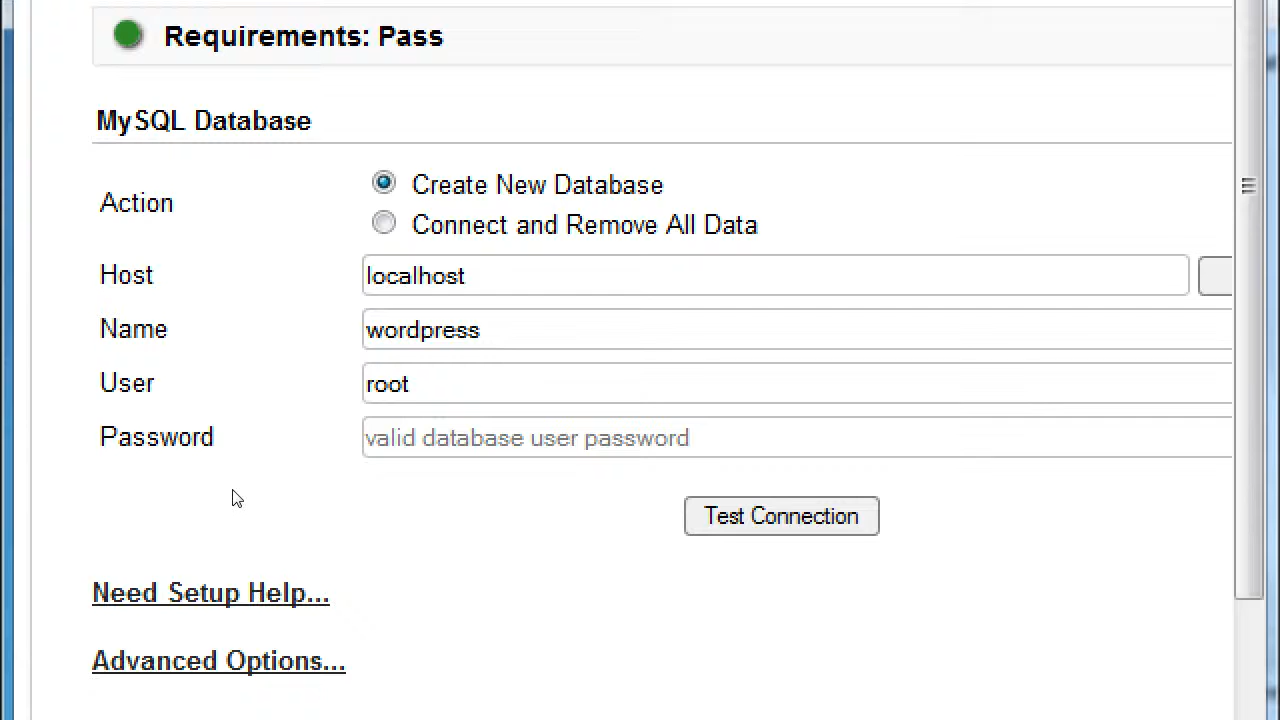 Requirements: Pass
MySQL Database
Action
Create New Database
Connect and Remove All Data
Host localhost
Name wordpress
User root
Password valid database user password
Test Connection
Need Setup Help...
Advanced Options...